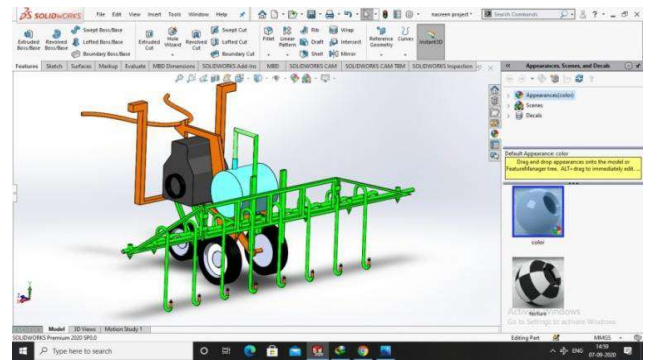 SOLIDWORKS File Edit View Insert Tools Window Help nasreen project * Search Commands
Extruded Boss/Base
Revolved Boss/Base
Swept Boss/Base
Lofted Boss/Base
Boundary Boss/Base
Extruded Cut
Hole Wizard
Revolved Cut
Swept Cut
Lofted Cut
Boundary Cut
Fillet
Linear Pattern
Rib
Draft
Shell
Wrap
Intersect
Mirror
Reference Geometry
Curves
Instant3D
Features Sketch Surfaces Markup Evaluate MBD Dimensions SOLIDWORKS Add-Ins MBD SOLIDWORKS CAM SOLIDWORKS CAM TBM SOLIDWORKS Inspection
Appearances, Scenes, and Decals
Appearances(color)
Scenes
Decals
Default Appearance: color
Drag and drop appearances onto the model or
FeatureManager tree. ALT+drag to immediately edit.
color
texture
Activate Windows
Go to Settings to activate Windows.
Model 3D Views Motion Study 1
SOLIDWORKS Premium 2020 SP0.0 Editing Part MMGS
Type here to search
ENG
14:59
07-09-2020